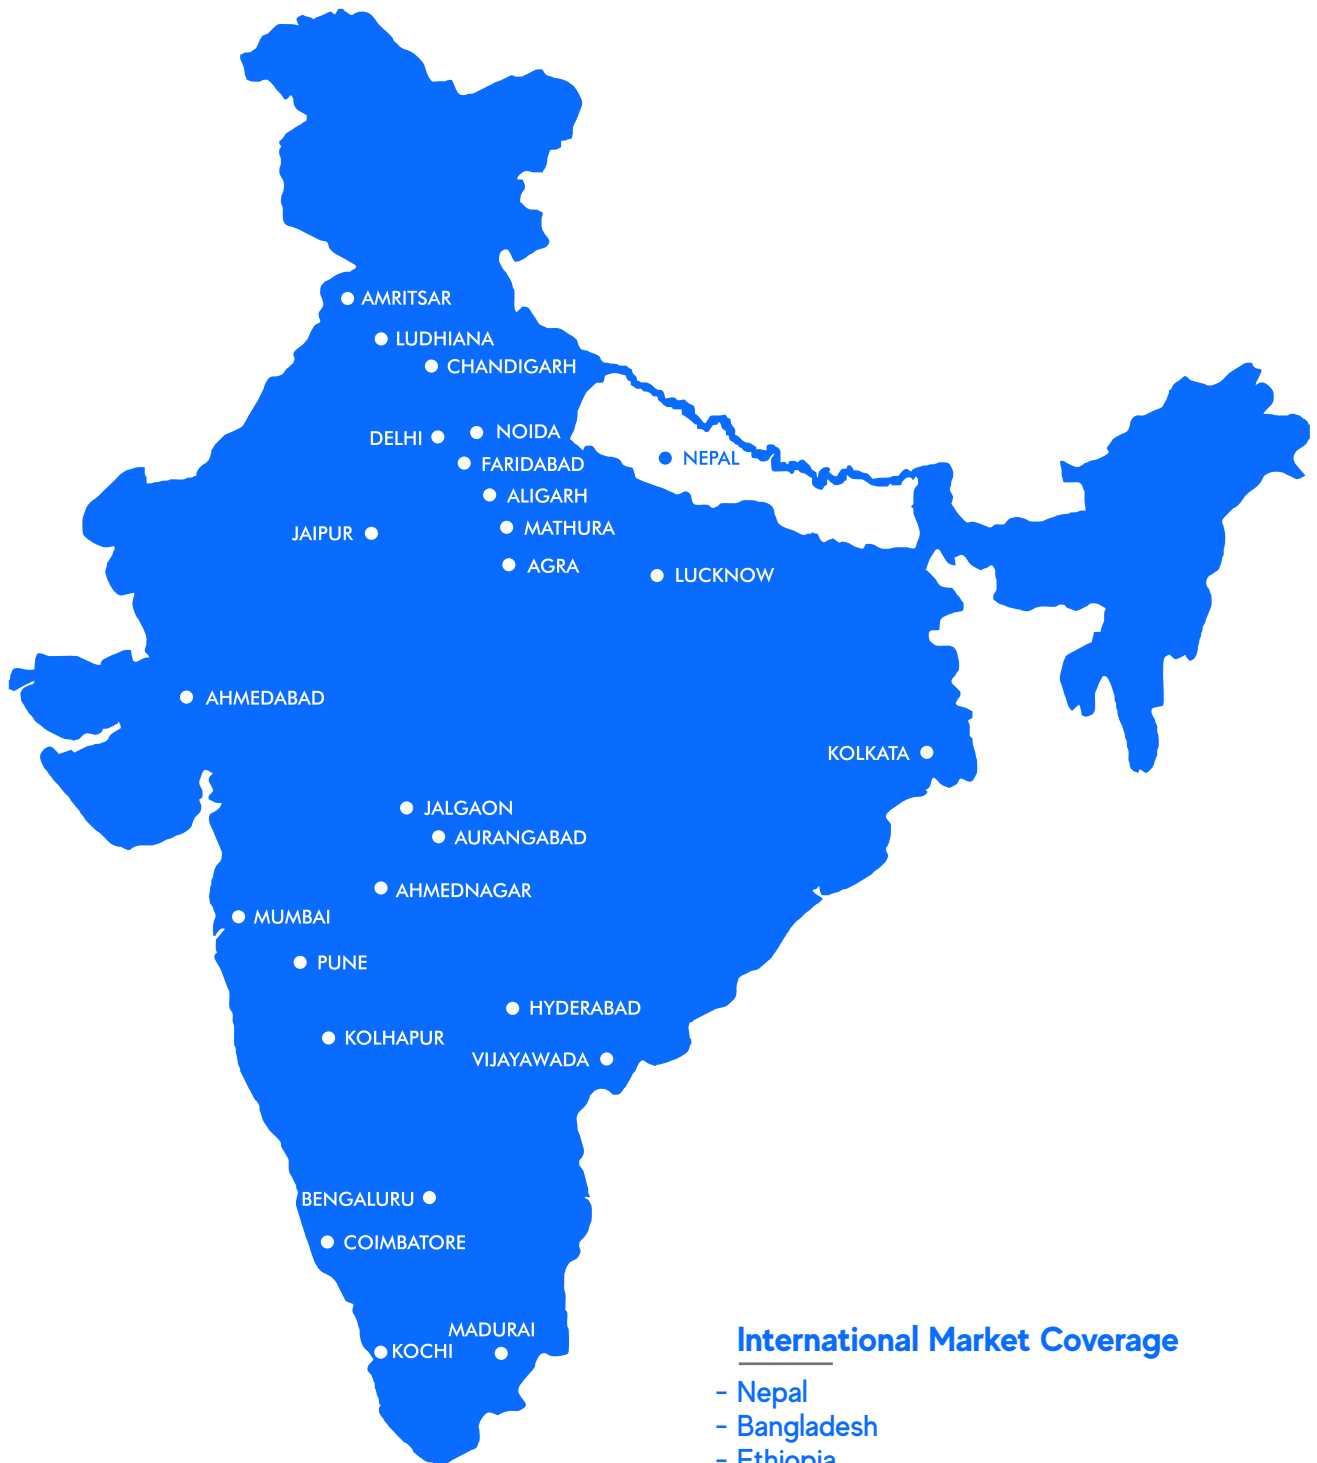 AMRITSAR
LUDHIANA
CHANDIGARH
DELHI
NOIDA
FARIDABAD
NEPAL
ALIGARH
JAIPUR
MATHURA
AGRA
LUCKNOW
AHMEDABAD
KOLKATA
JALGAON
AURANGABAD
AHMEDNAGAR
MUMBAI
PUNE
HYDERABAD
KOLHAPUR
VIJAYAWADA
BENGALURU
COIMBATORE
MADURAI
KOCHI
International Market Coverage
- Nepal
- Bangladesh
- Ethiopia